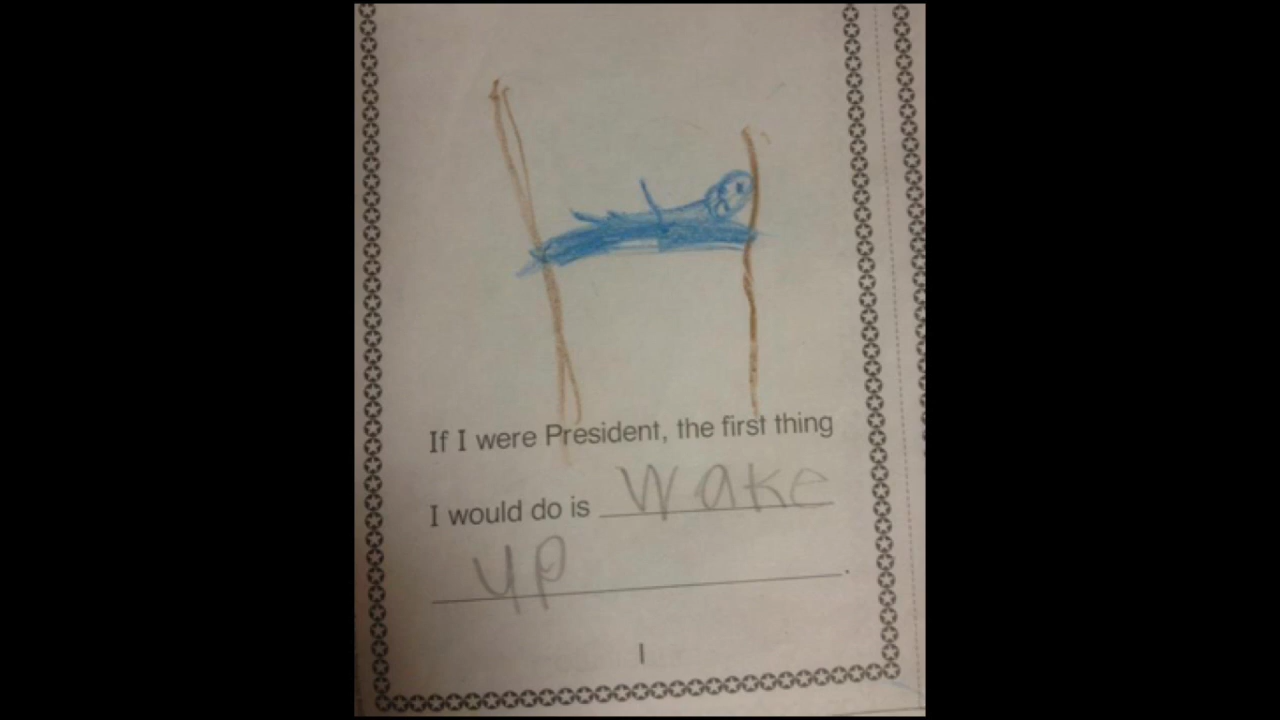 If I were President, the first thing
I would do is wake
up.
1